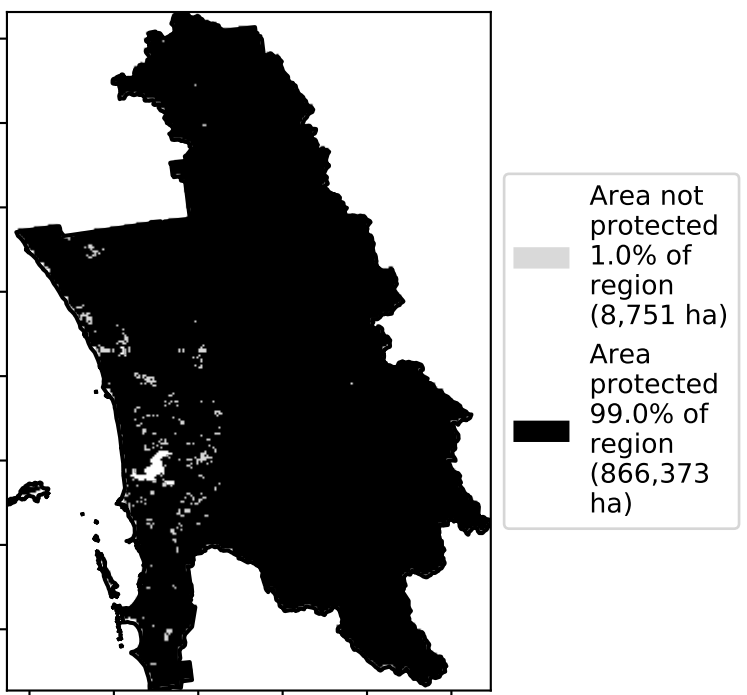 Area not
protected
1.0% of
region
(8,751 ha)
Area
protected
99.0% of
region
(866,373
ha)